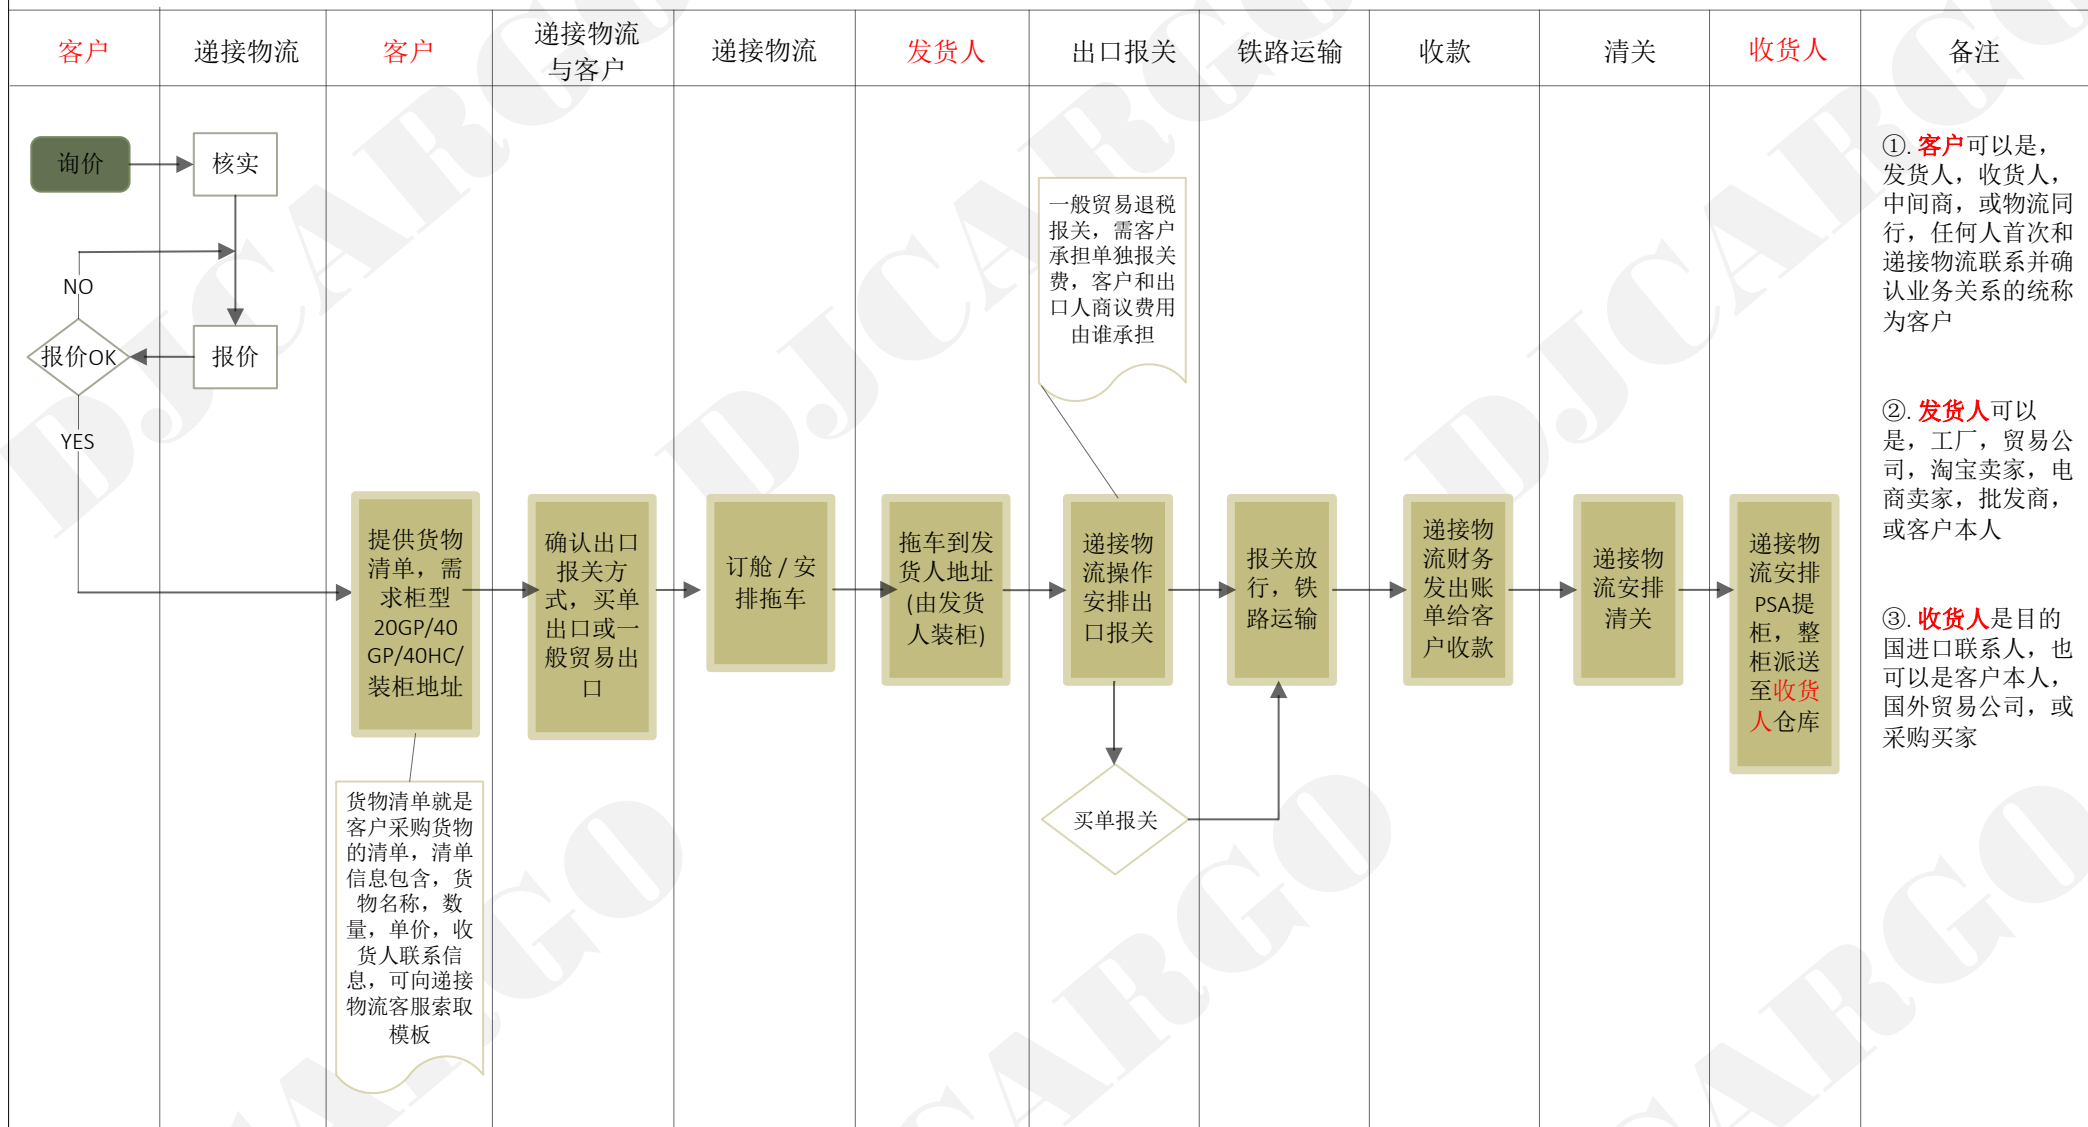 客户
递接物流
客户
递接物流
与客户
递接物流
发货人
出口报关
铁路运输
收款
清关
收货人
备注
询价
核实
NO
报价OK
报价
YES
提供货物
清单，需
求柜型
20GP/40
GP/40HC/
装柜地址
货物清单就是
客户采购货物
的清单，清单
信息包含，货
物名称，数
量，单价，收
货人联系信
息，可向递接
物流客服索取
模板
确认出口
报关方
式，买单
出口或一
般贸易出
口
订舱 / 安
排拖车
拖车到发
货人地址
(由发货
人装柜)
一般贸易退税
报关，需客户
承担单独报关
费，客户和出
口人商议费用
由谁承担
递接物
流操作
安排出
口报关
买单报关
报关放
行，铁
路运输
递接物
流财务
发出账
单给客
户收款
递接物
流安排
清关
递接物
流安排
PSA提
柜，整
柜派送
至收货
人仓库
①. 客户可以是，
发货人，收货人，
中间商，或物流同
行，任何人首次和
递接物流联系并确
认业务关系的统称
为客户
②. 发货人可以
是，工厂，贸易公
司，淘宝卖家，电
商卖家，批发商，
或客户本人
③. 收货人是目的
国进口联系人，也
可以是客户本人，
国外贸易公司，或
采购买家
DJCARGO
DJCARGO
DJCARGO
CARGO
CARGO
CARGO